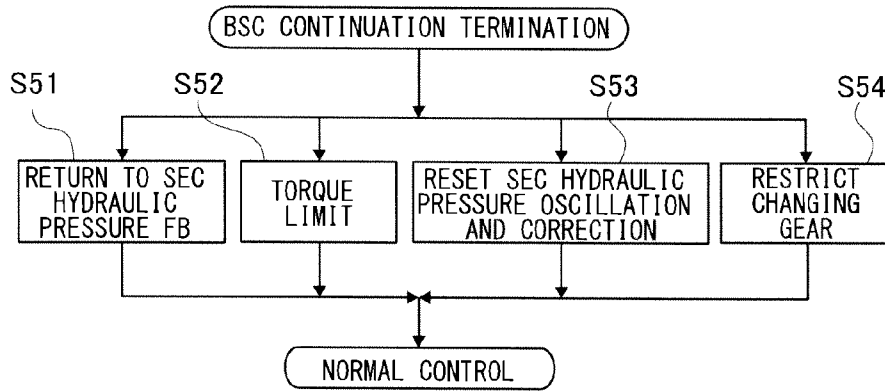 BSC CONTINUATION TERMINATION
S51
S52
S53
S54
RETURN TO SEC
HYDRAULIC
PRESSURE FB
TORQUE
LIMIT
RESET SEC HYDRAULIC
PRESSURE OSCILLATION
AND CORRECTION
RESTRICT
CHANGING
GEAR
NORMAL CONTROL